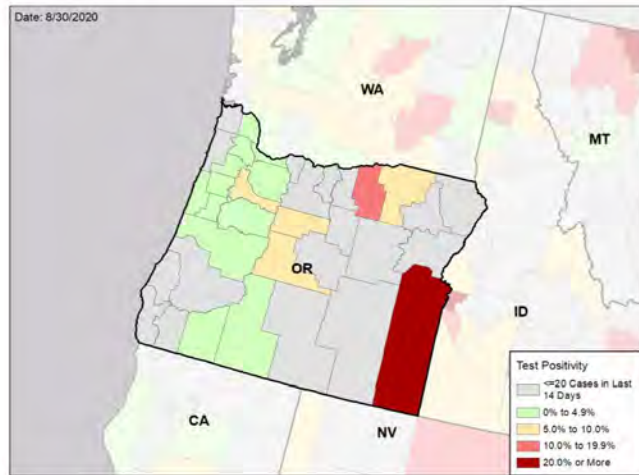 Date: 8/30/2020
WA
MT
OR
ID
CA
NV
Test Positivity
<=20 Cases in Last
14 Days
0% to 4.9%
5.0% to 10.0%
10.0% to 19.9%
20.0% or More